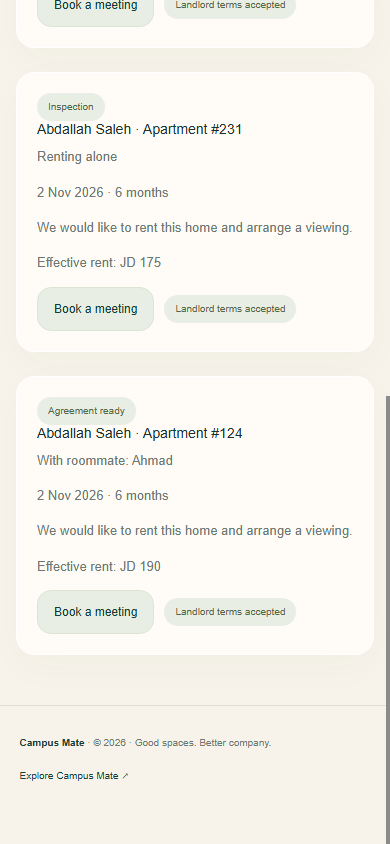 Book a meeting
Landlord terms accepted
Inspection
Abdallah Saleh · Apartment #231
Renting alone
2 Nov 2026 · 6 months
We would like to rent this home and arrange a viewing.
Effective rent: JD 175
Book a meeting
Landlord terms accepted
Agreement ready
Abdallah Saleh · Apartment #124
With roommate: Ahmad
2 Nov 2026 · 6 months
We would like to rent this home and arrange a viewing.
Effective rent: JD 190
Book a meeting
Landlord terms accepted
Campus Mate · © 2026 · Good spaces. Better company.
Explore Campus Mate ↗